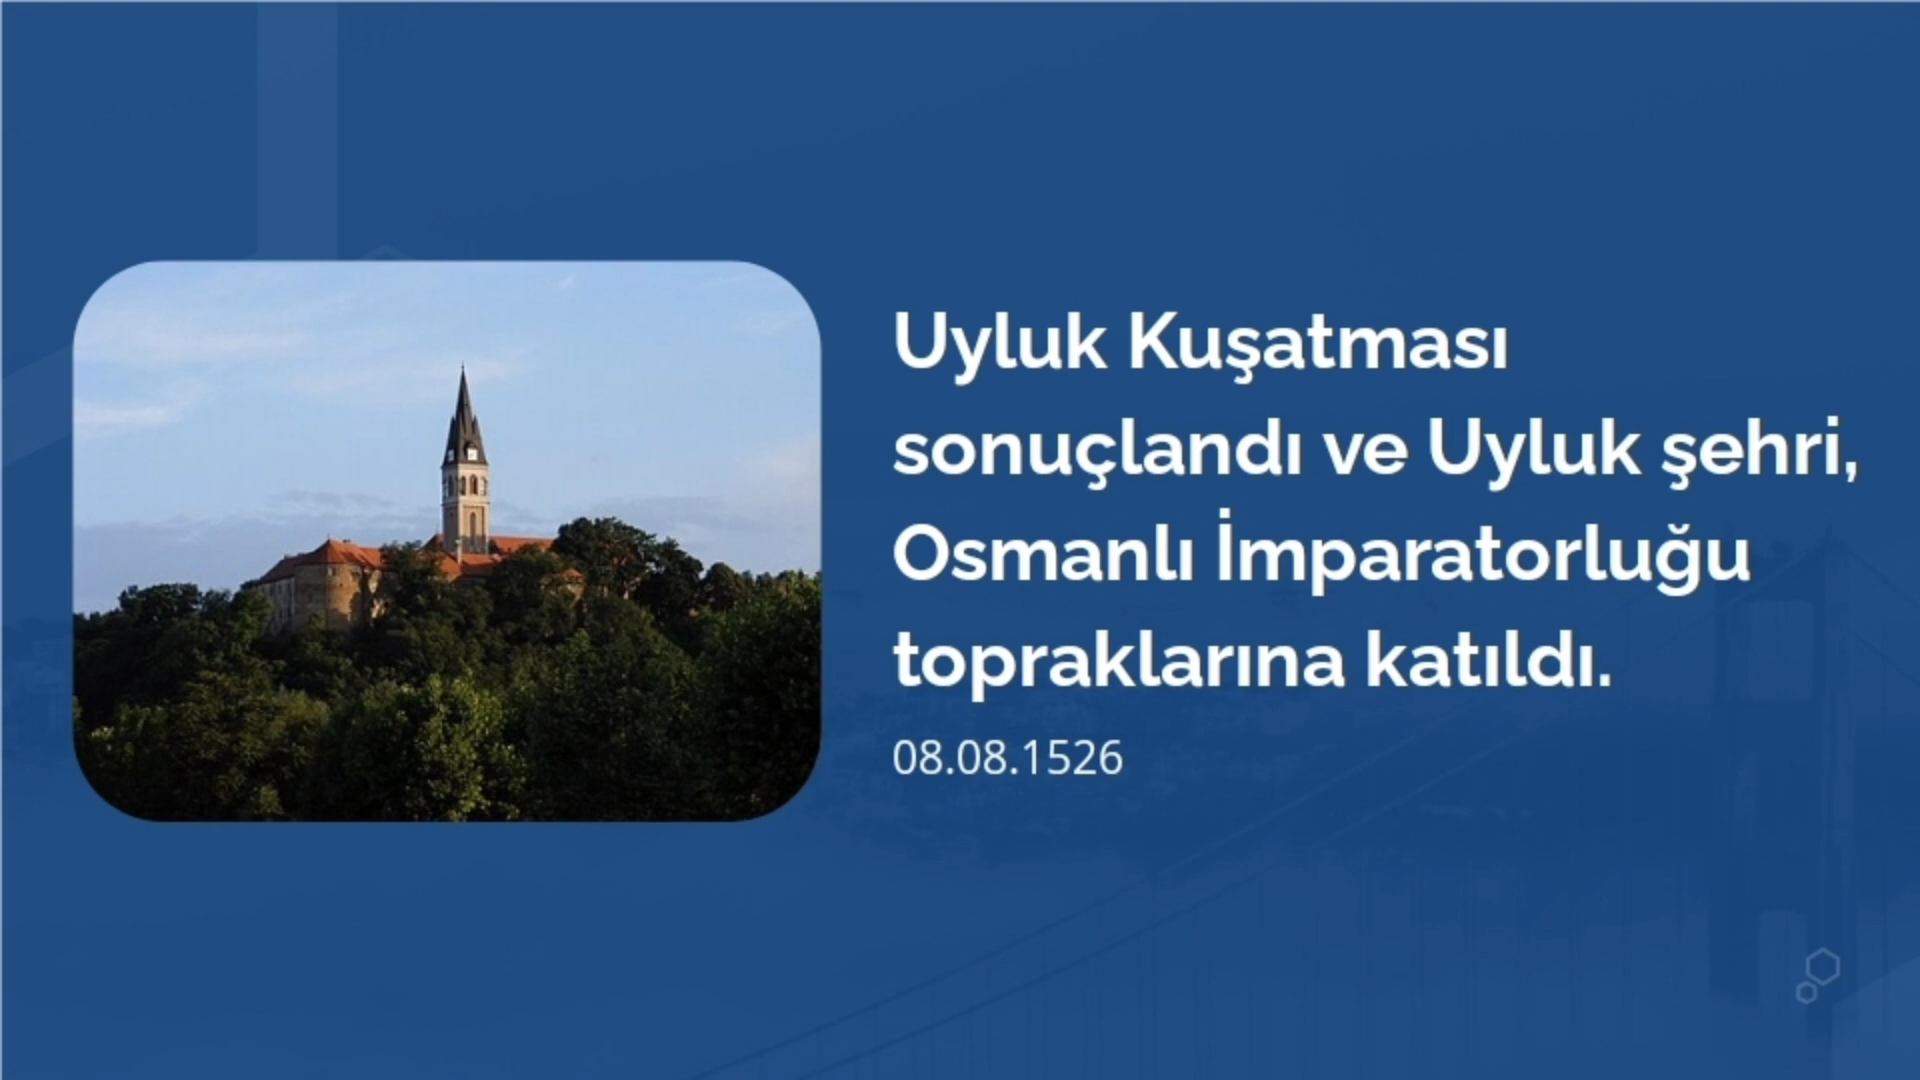 Uyluk Kuşatması
sonuçlandı ve Uyluk şehri,
Osmanlı İmparatorluğu
topraklarına katıldı.
08.08.1526